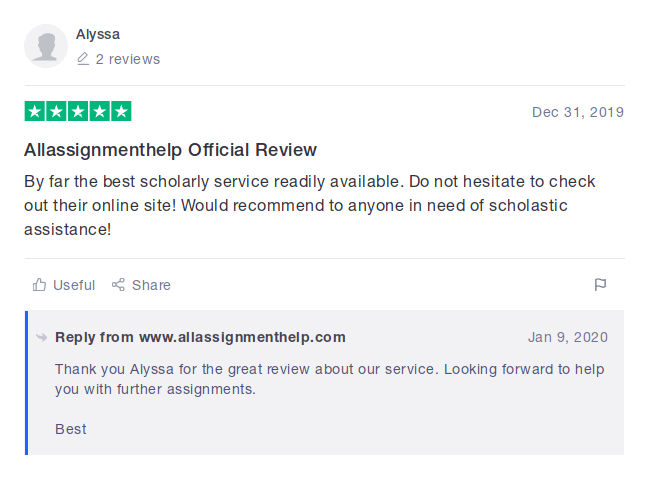 Alyssa
2 reviews
Dec 31, 2019
Allassignmenthelp Official Review
By far the best scholarly service readily available. Do not hesitate to check
out their online site! Would recommend to anyone in need of scholastic
assistance!
Useful Share
Reply from www.allassignmenthelp.com Jan 9, 2020
Thank you Alyssa for the great review about our service. Looking forward to help
you with further assignments.
Best